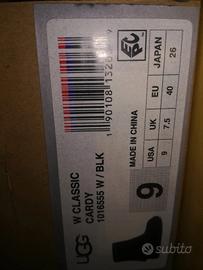 UGG
W CLASSIC
CARDY
1016555 W / BLK
MADE IN CHINA
USA UK EU JAPAN
9 7.5 40 26
9
subito